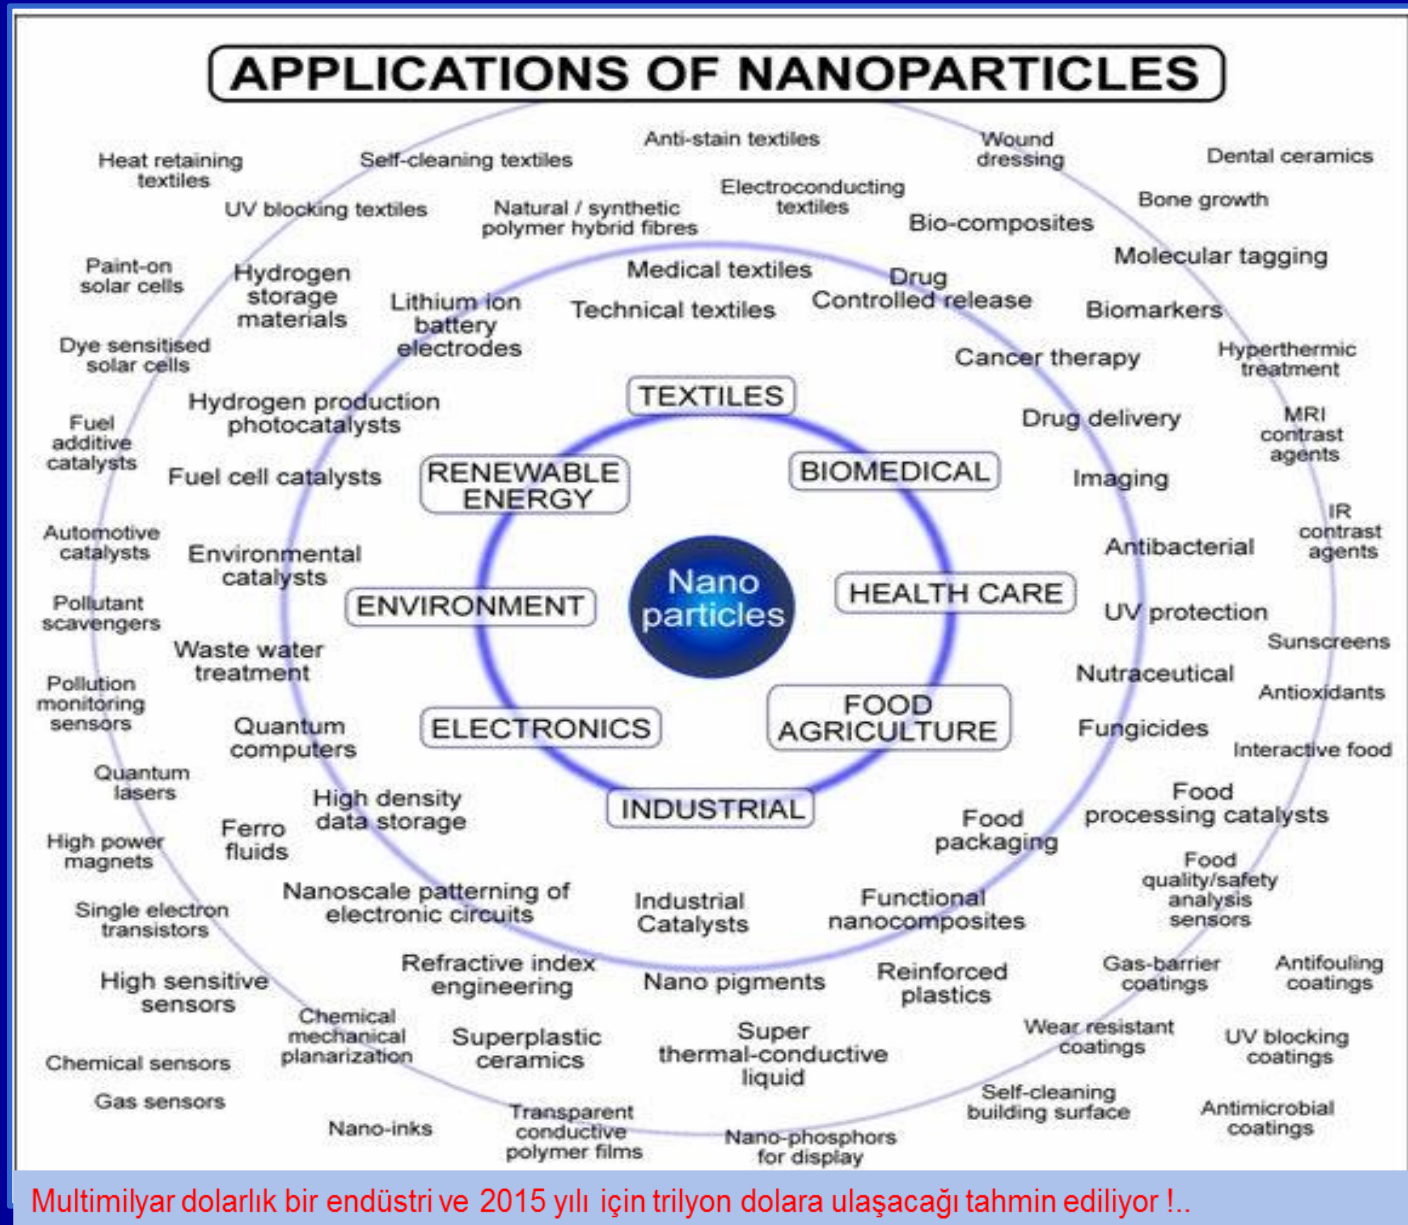 APPLICATIONS OF NANOPARTICLES
Anti-stain textiles
Wound
dressing
Heat retaining
textiles
Self-cleaning textiles
Dental ceramics
Electroconducting
textiles
Bone growth
UV blocking textiles
Natural / synthetic
polymer hybrid fibres
Bio-composites
Molecular tagging
Paint-on
solar cells
Hydrogen
storage
materials
Lithium ion
battery
electrodes
Medical textiles
Technical textiles
Drug
Controlled release
Biomarkers
Dye sensitised
solar cells
Cancer therapy
Hyperthermic
treatment
TEXTILES
Hydrogen production
photocatalysts
Drug delivery
MRI
contrast
agents
Fuel
additive
catalysts
Fuel cell catalysts
RENEWABLE
ENERGY
BIOMEDICAL
Imaging
IR
contrast
agents
Automotive
catalysts
Environmental
catalysts
Antibacterial
Nano
particles
ENVIRONMENT
HEALTH CARE
UV protection
Pollutant
scavengers
Sunscreens
Waste water
treatment
Nutraceutical
Antioxidants
Pollution
monitoring
sensors
Quantum
computers
ELECTRONICS
FOOD
AGRICULTURE
Fungicides
Interactive food
Quantum
lasers
High density
data storage
INDUSTRIAL
Food
processing catalysts
High power
magnets
Ferro
fluids
Food
packaging
Food
quality/safety
analysis
sensors
Nanoscale patterning of
electronic circuits
Industrial
Catalysts
Functional
nanocomposites
Single electron
transistors
High sensitive
sensors
Refractive index
engineering
Nano pigments
Reinforced
plastics
Gas-barrier
coatings
Antifouling
coatings
Chemical
mechanical
planarization
Superplastic
ceramics
Super
thermal-conductive
liquid
Wear resistant
coatings
UV blocking
coatings
Chemical sensors
Gas sensors
Nano-inks
Transparent
conductive
polymer films
Nano-phosphors
for display
Self-cleaning
building surface
Antimicrobial
coatings
Multimilyar dolarlık bir endüstri ve 2015 yılı için trilyon dolara ulaşacağı tahmin ediliyor !..